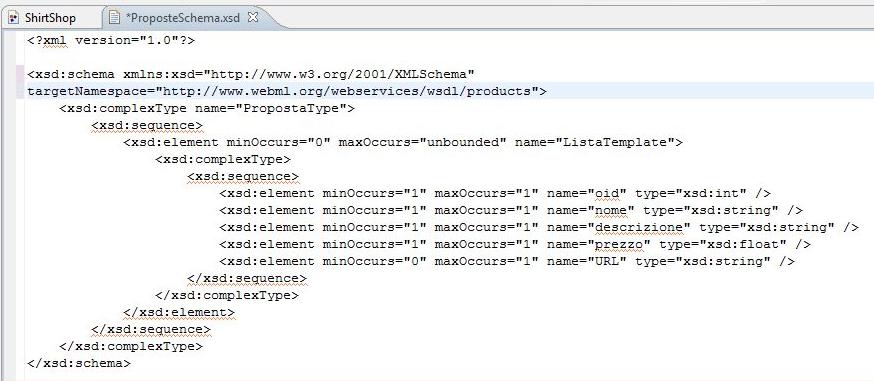 ShirtShop
*ProposteSchema.xsd
<?xml version="1.0"?>
<xsd:schema xmlns:xsd="http://www.w3.org/2001/XMLSchema"
targetNamespace="http://www.webml.org/webservices/wsdl/products">
<xsd:complexType name="PropostaType">
<xsd:sequence>
<xsd:element minOccurs="0" maxOccurs="unbounded" name="ListaTemplate">
<xsd:complexType>
<xsd:sequence>
<xsd:element minOccurs="1" maxOccurs="1" name="oid" type="xsd:int" />
<xsd:element minOccurs="1" maxOccurs="1" name="nome" type="xsd:string" />
<xsd:element minOccurs="1" maxOccurs="1" name="descrizione" type="xsd:string" />
<xsd:element minOccurs="1" maxOccurs="1" name="prezzo" type="xsd:float" />
<xsd:element minOccurs="0" maxOccurs="1" name="URL" type="xsd:string" />
</xsd:sequence>
</xsd:complexType>
</xsd:element>
</xsd:sequence>
</xsd:complexType>
</xsd:schema>